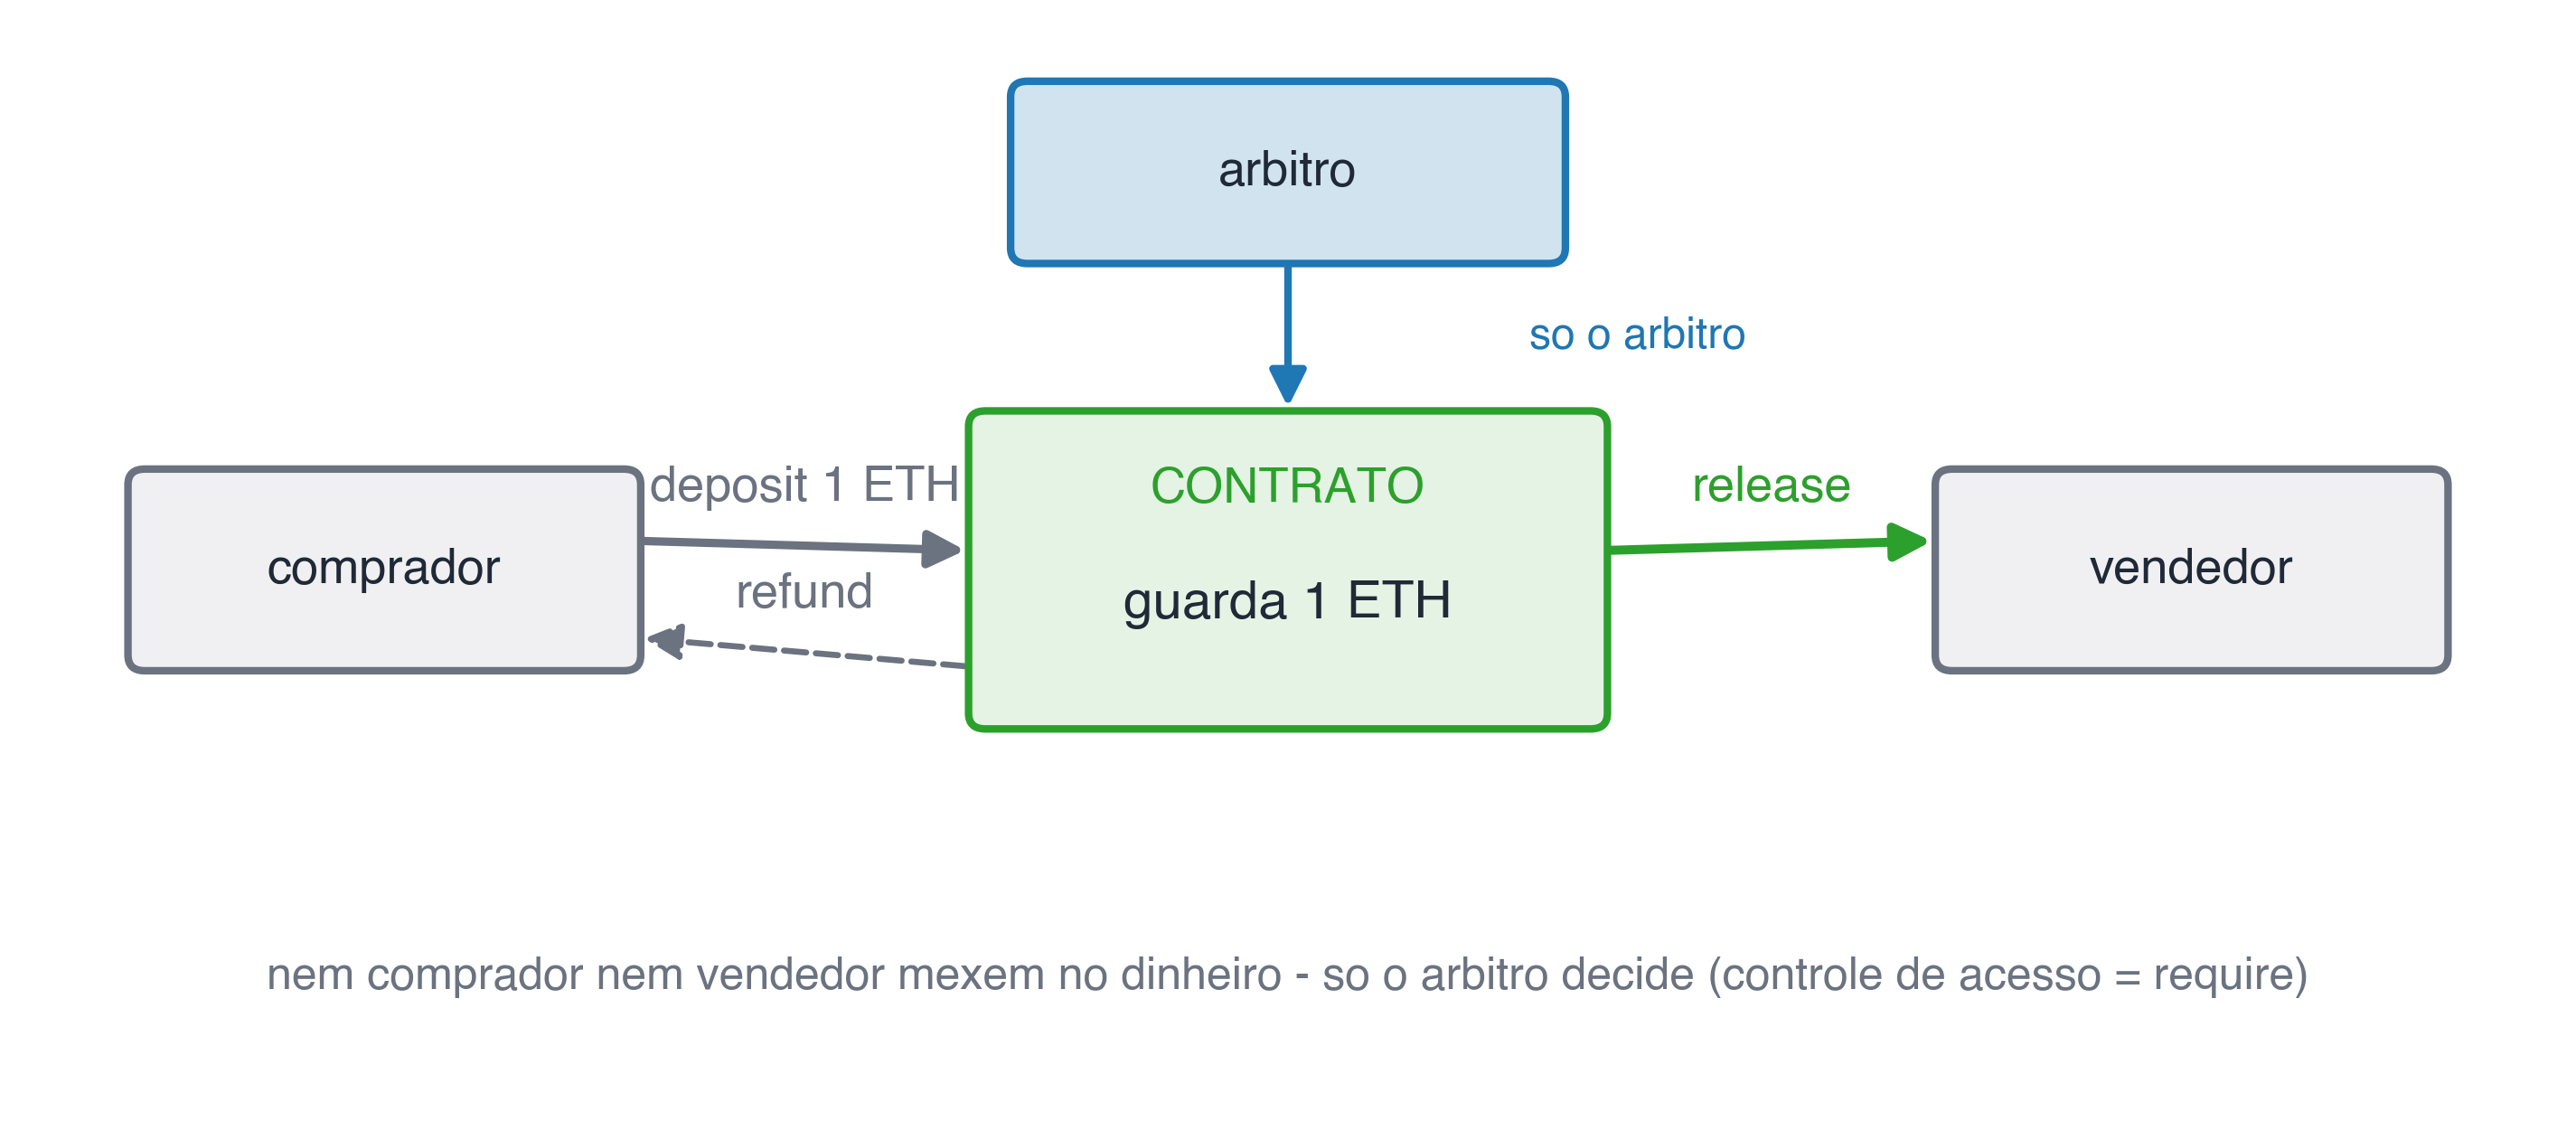 arbitro
so o arbitro
deposit 1 ETH
CONTRATO
release
comprador
vendedor
refund
guarda 1 ETH
nem comprador nem vendedor mexem no dinheiro - so o arbitro decide (controle de acesso = require)